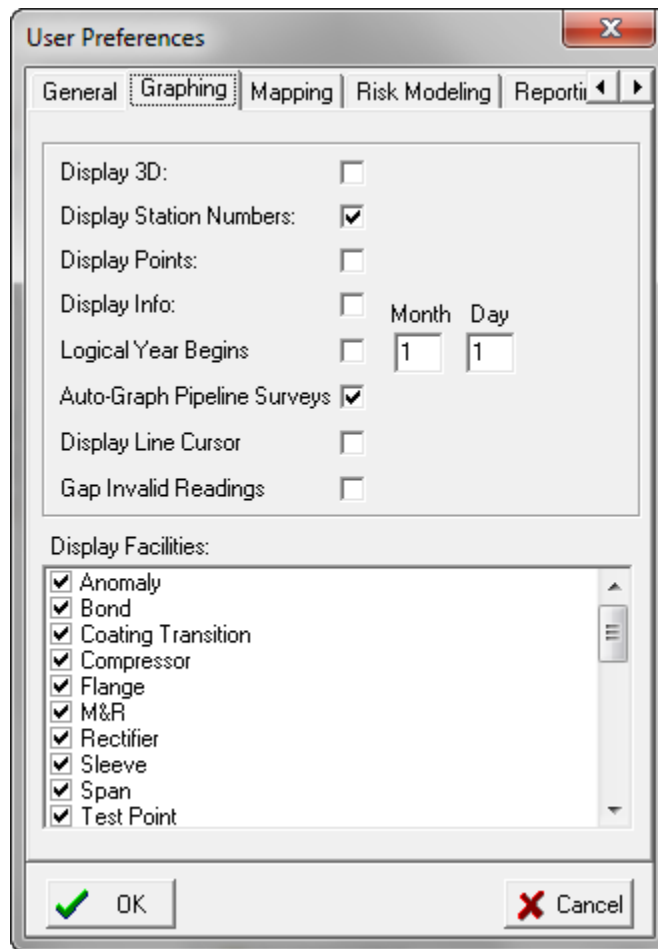 User Preferences
General Graphing Mapping Risk Modeling Reporti
Display 3D:
Display Station Numbers:
Display Points:
Display Info:
Month Day
Logical Year Begins 1 1
Auto-Graph Pipeline Surveys
Display Line Cursor
Gap Invalid Readings
Display Facilities:
Anomaly
Bond
Coating Transition
Compressor
Flange
M&R
Rectifier
Sleeve
Span
Test Point
OK Cancel